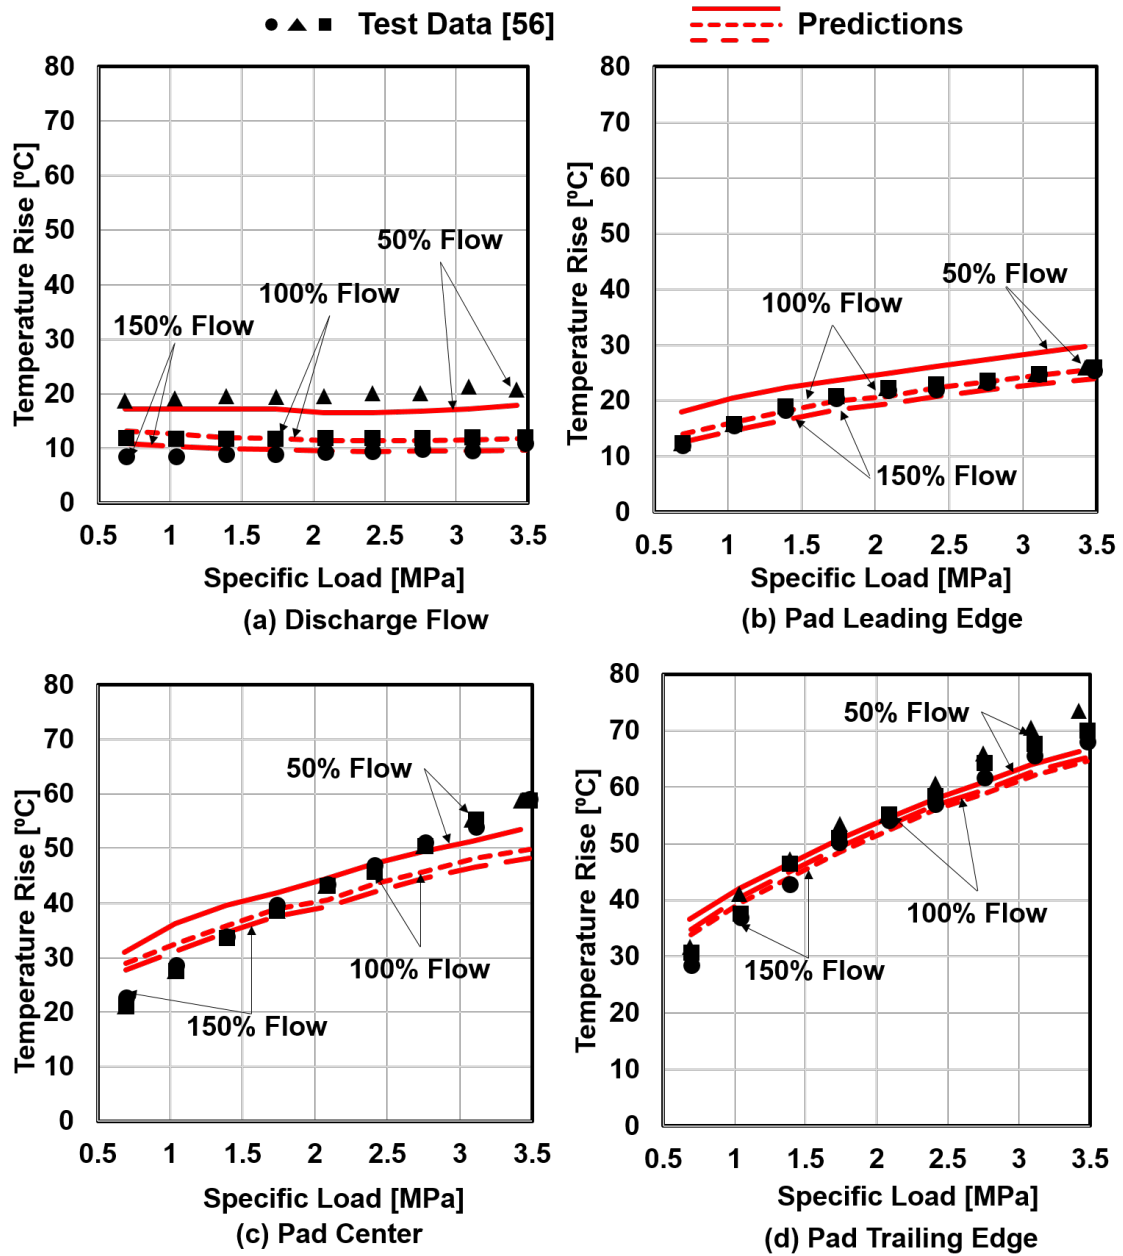 Test Data [56] Predictions
80
70
60
50
40
30
20
10
0
Temperature Rise [ºC]
50% Flow
100% Flow
150% Flow
0.5 1 1.5 2 2.5 3 3.5
Specific Load [MPa]
(a) Discharge Flow
80
70
60
50
40
30
20
10
0
Temperature Rise [ºC]
50% Flow
100% Flow
150% Flow
0.5 1 1.5 2 2.5 3 3.5
Specific Load [MPa]
(b) Pad Leading Edge
80
70
60
50
40
30
20
10
0
Temperature Rise [ºC]
50% Flow
100% Flow
150% Flow
0.5 1 1.5 2 2.5 3 3.5
Specific Load [MPa]
(c) Pad Center
80
70
60
50
40
30
20
10
0
Temperature Rise [ºC]
50% Flow
100% Flow
150% Flow
0.5 1 1.5 2 2.5 3 3.5
Specific Load [MPa]
(d) Pad Trailing Edge